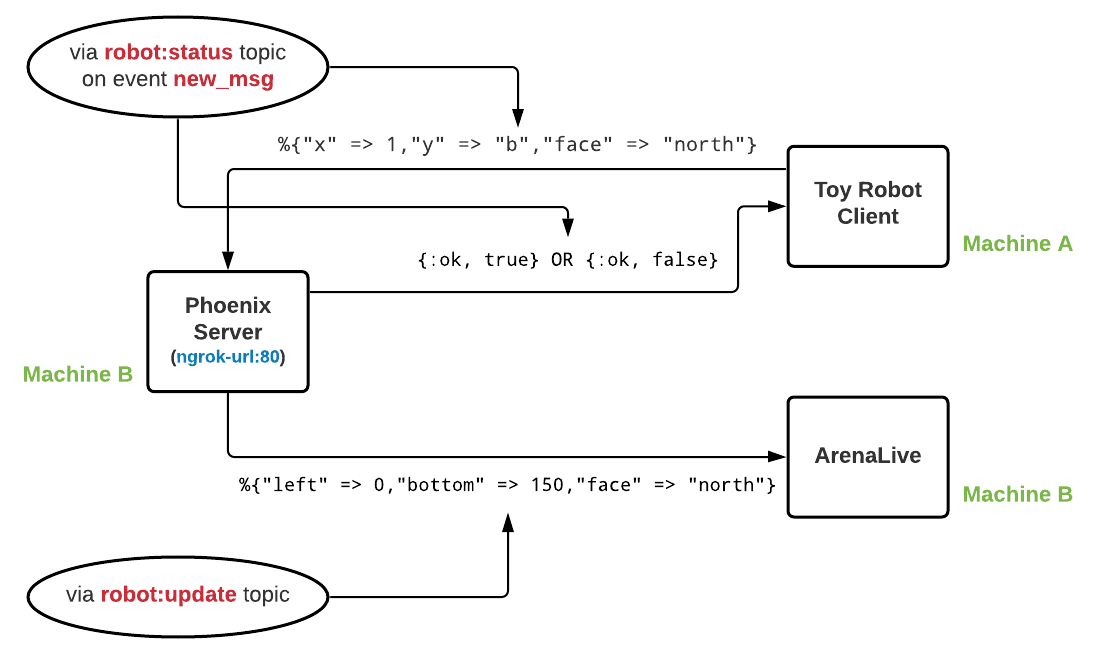 via robot:status topic
on event new_msg
%{"x" => 1,"y" => "b","face" => "north"}
Toy Robot
Client
Machine A
{:ok, true} OR {:ok, false}
Phoenix
Server
(ngrok-url:80)
Machine B
ArenaLive
%{"left" => 0,"bottom" => 150,"face" => "north"}
Machine B
via robot:update topic